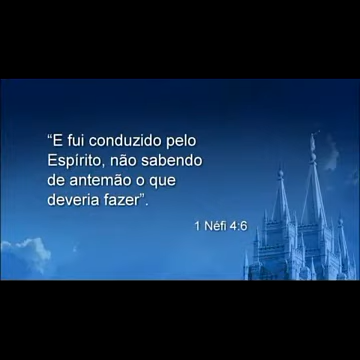 “E fui conduzido pelo
Espírito, não sabendo
de antemão o que
deveria fazer”.
1 Néfi 4:6